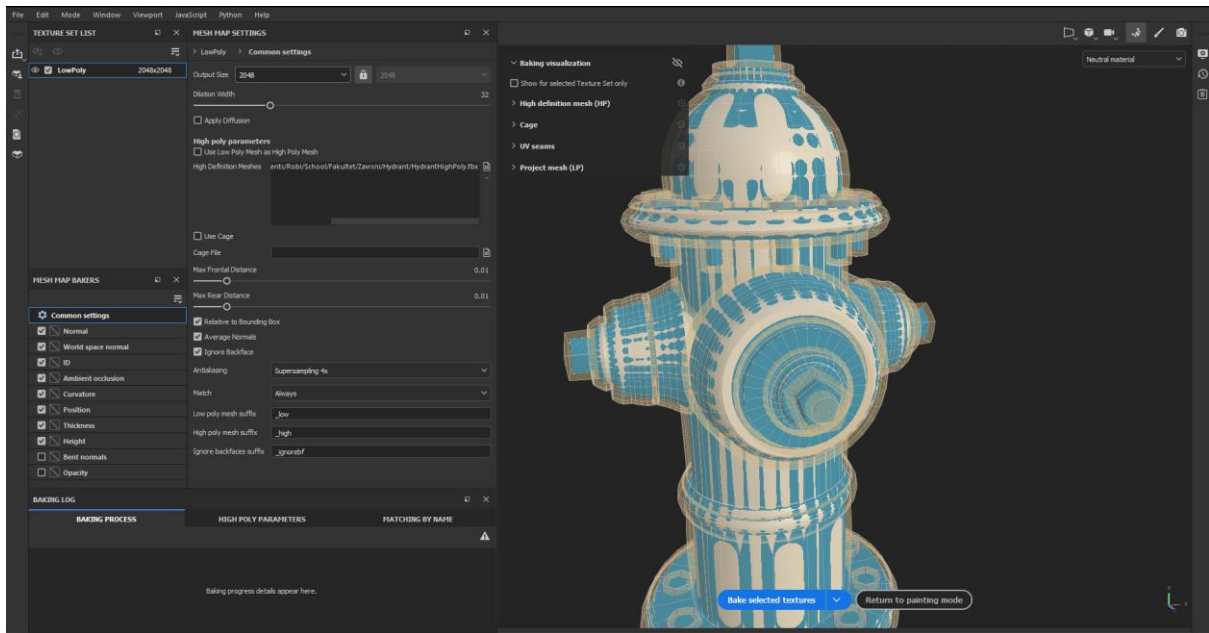 File Edit Mode Window Viewport JavaScript Python Help
TEXTURE SET LIST
LowPoly 2048x2048
MESH MAP BAKERS
Common settings
Normal
World space normal
ID
Ambient occlusion
Curvature
Position
Thickness
Height
Bent normals
Opacity
MESH MAP SETTINGS
> LowPoly > Common settings
Output Size 2048 2048
Dilation Width 32
Apply Diffusion
High poly parameters
Use Low Poly Mesh as High Poly Mesh
High Definition Meshes ents/Robi/School/Fakultet/Zavrsni/Hydrant/HydrantHighPoly.fbx
Use Cage
Cage File
Max Frontal Distance 0.01
Max Rear Distance 0.01
Relative to Bounding Box
Average Normals
Ignore Backface
Antialiasing Supersampling 4x
Match Always
Low poly mesh suffix _low
High poly mesh suffix _high
Ignore backfaces suffix _ignorebf
BAKING LOG
BAKING PROCESS HIGH POLY PARAMETERS MATCHING BY NAME
Baking progress details appear here.
Baking visualization
Show for selected Texture Set only
High definition mesh (HP)
Cage
UV seams
Project mesh (LP)
Neutral material
Bake selected textures Return to painting mode